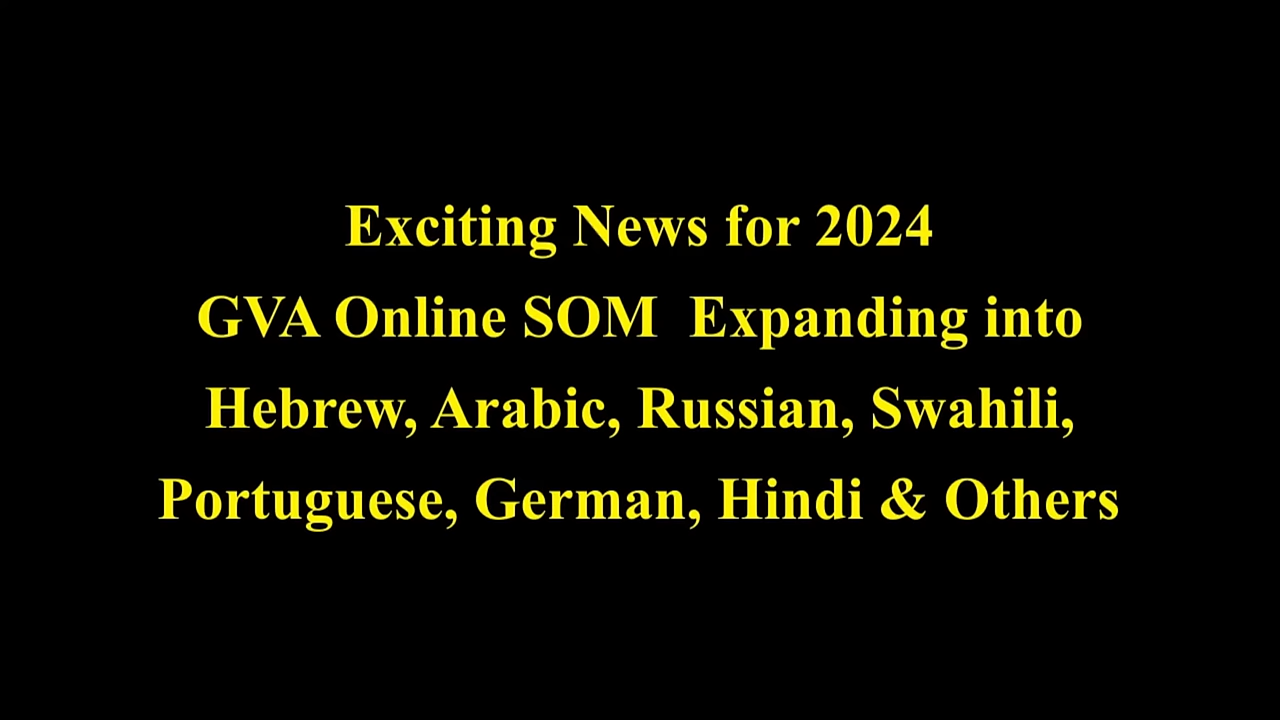 Exciting News for 2024
GVA Online SOM  Expanding into
Hebrew, Arabic, Russian, Swahili,
Portuguese, German, Hindi & Others